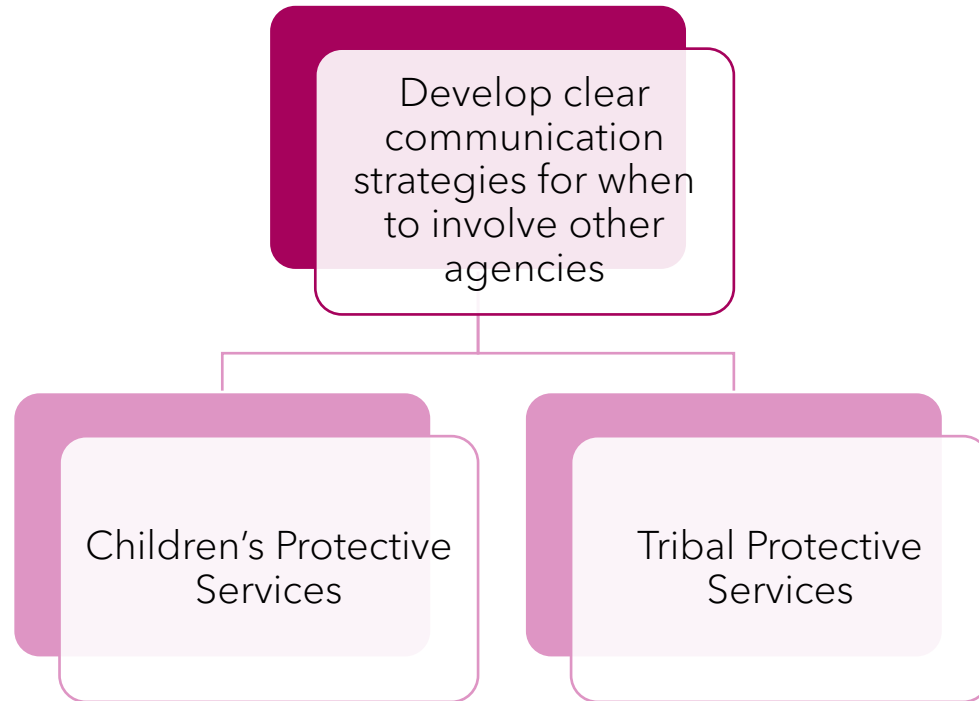 Develop clear
communication
strategies for when
to involve other
agencies
Children’s Protective
Services
Tribal Protective
Services